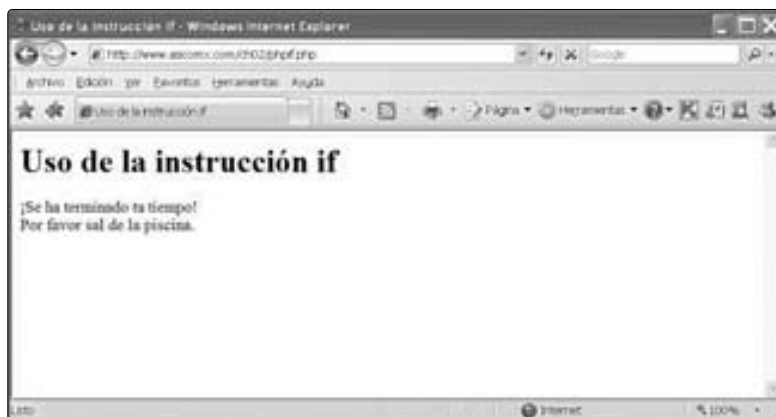 Uso de la instrucción if - Windows Internet Explorer
Google
Archivo Edición Ver Favoritos Herramientas Ayuda
Uso de la instrucción if
Página Herramientas
Uso de la instrucción if
¡Se ha terminado tu tiempo!
Por favor sal de la piscina.
Listo
Internet
100%